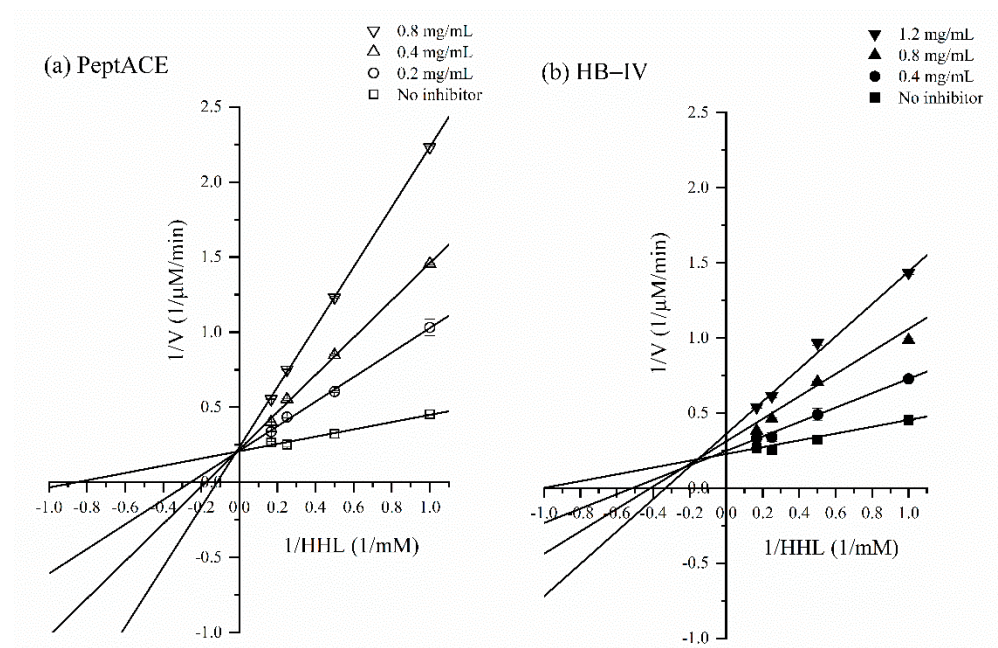 (a) PeptACE
0.8 mg/mL
0.4 mg/mL
0.2 mg/mL
No inhibitor
2.5
2.0
1.5
1.0
0.5
0.0
-0.5
-1.0
1/V (1/μM/min)
-1.0 -0.8 -0.6 -0.4 -0.2 0.0 0.2 0.4 0.6 0.8 1.0
1/HHL (1/mM)
(b) HB−IV
1.2 mg/mL
0.8 mg/mL
0.4 mg/mL
No inhibitor
2.5
2.0
1.5
1.0
0.5
0.0
-0.5
-1.0
1/V (1/μM/min)
-1.0 -0.8 -0.6 -0.4 -0.2 0.0 0.2 0.4 0.6 0.8 1.0
1/HHL (1/mM)